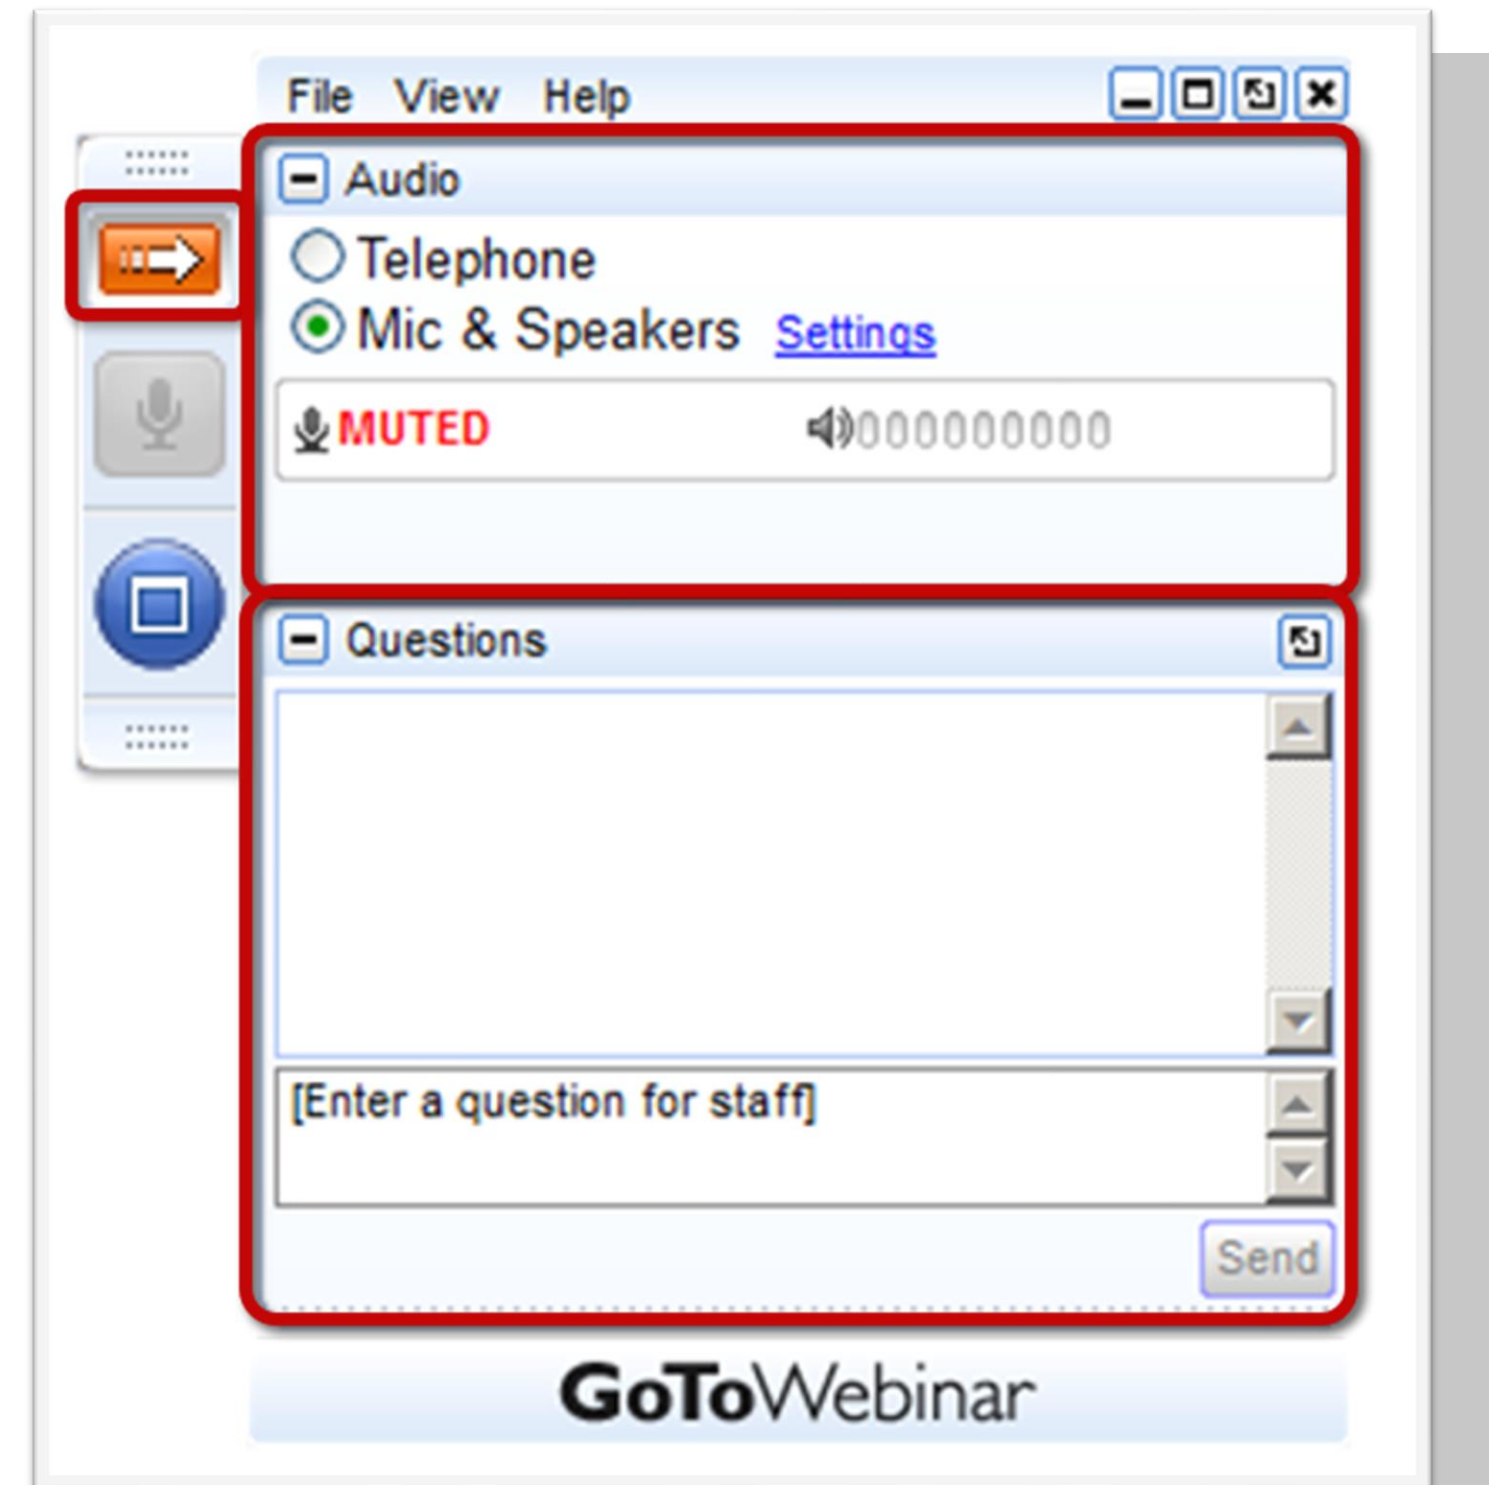 File View Help
Audio
Telephone
Mic & Speakers Settings
MUTED
Questions
[Enter a question for staff]
Send
GoToWebinar